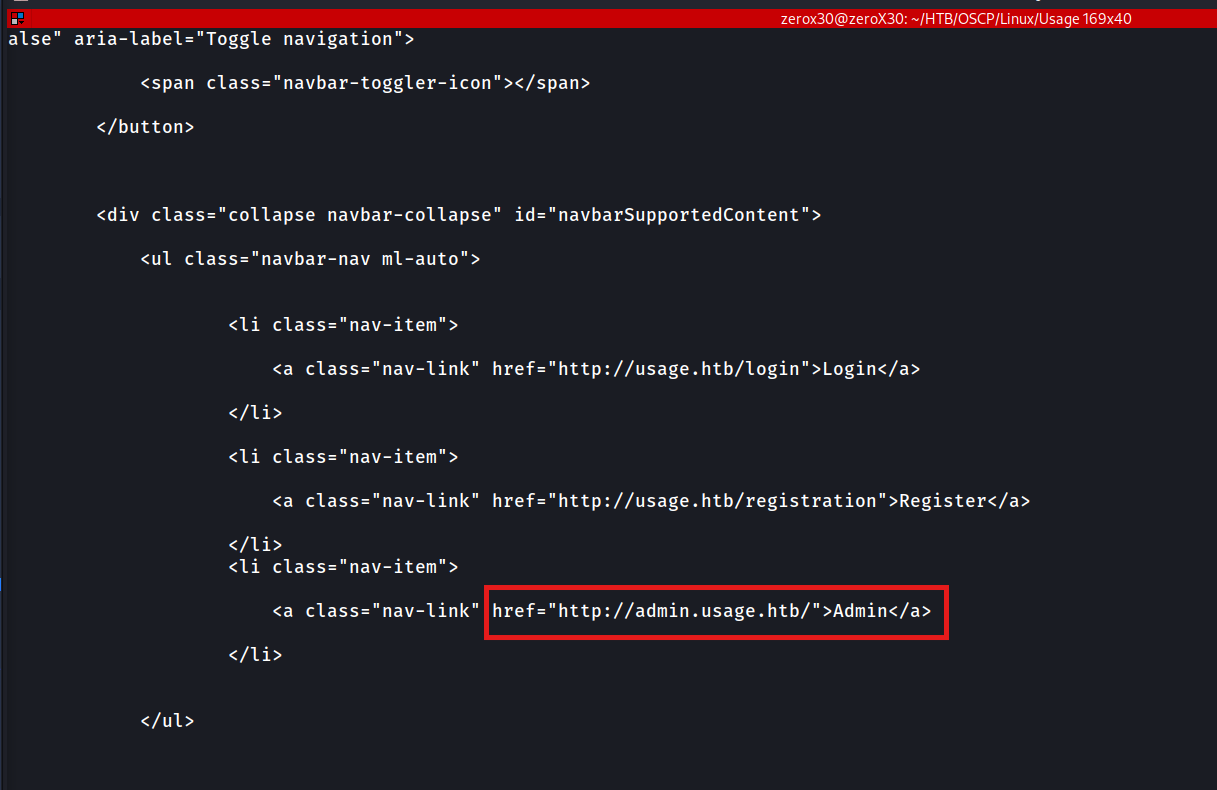 zerox30@zeroX30: ~/HTB/OSCP/Linux/Usage 169x40
alse" aria-label="Toggle navigation">
<span class="navbar-toggler-icon"></span>
</button>
<div class="collapse navbar-collapse" id="navbarSupportedContent">
<ul class="navbar-nav ml-auto">
<li class="nav-item">
<a class="nav-link" href="http://usage.htb/login">Login</a>
</li>
<li class="nav-item">
<a class="nav-link" href="http://usage.htb/registration">Register</a>
</li>
<li class="nav-item">
<a class="nav-link" href="http://admin.usage.htb/">Admin</a>
</li>
</ul>